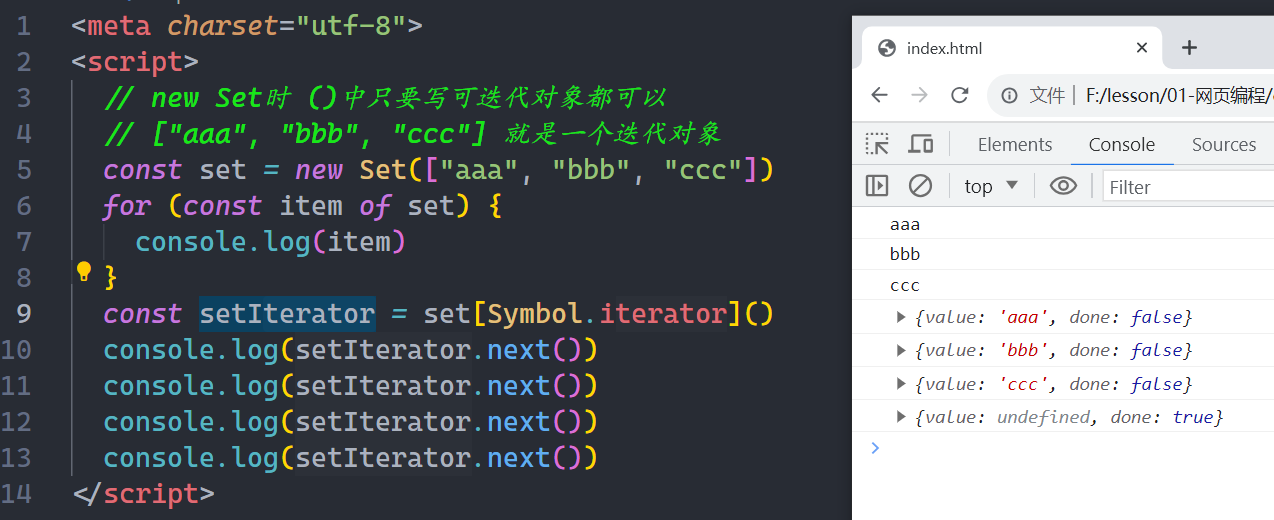 1 <meta charset="utf-8">
2 <script>
3 // new Set时 ()中只要写可迭代对象都可以
4 // ["aaa", "bbb", "ccc"] 就是一个迭代对象
5 const set = new Set(["aaa", "bbb", "ccc"])
6 for (const item of set) {
7 console.log(item)
8 }
9 const setIterator = set[Symbol.iterator]()
10 console.log(setIterator.next())
11 console.log(setIterator.next())
12 console.log(setIterator.next())
13 console.log(setIterator.next())
14 </script>
index.html
文件 | F:/lesson/01-网页编程/
Elements Console Sources
top Filter
aaa
bbb
ccc
{value: 'aaa', done: false}
{value: 'bbb', done: false}
{value: 'ccc', done: false}
{value: undefined, done: true}